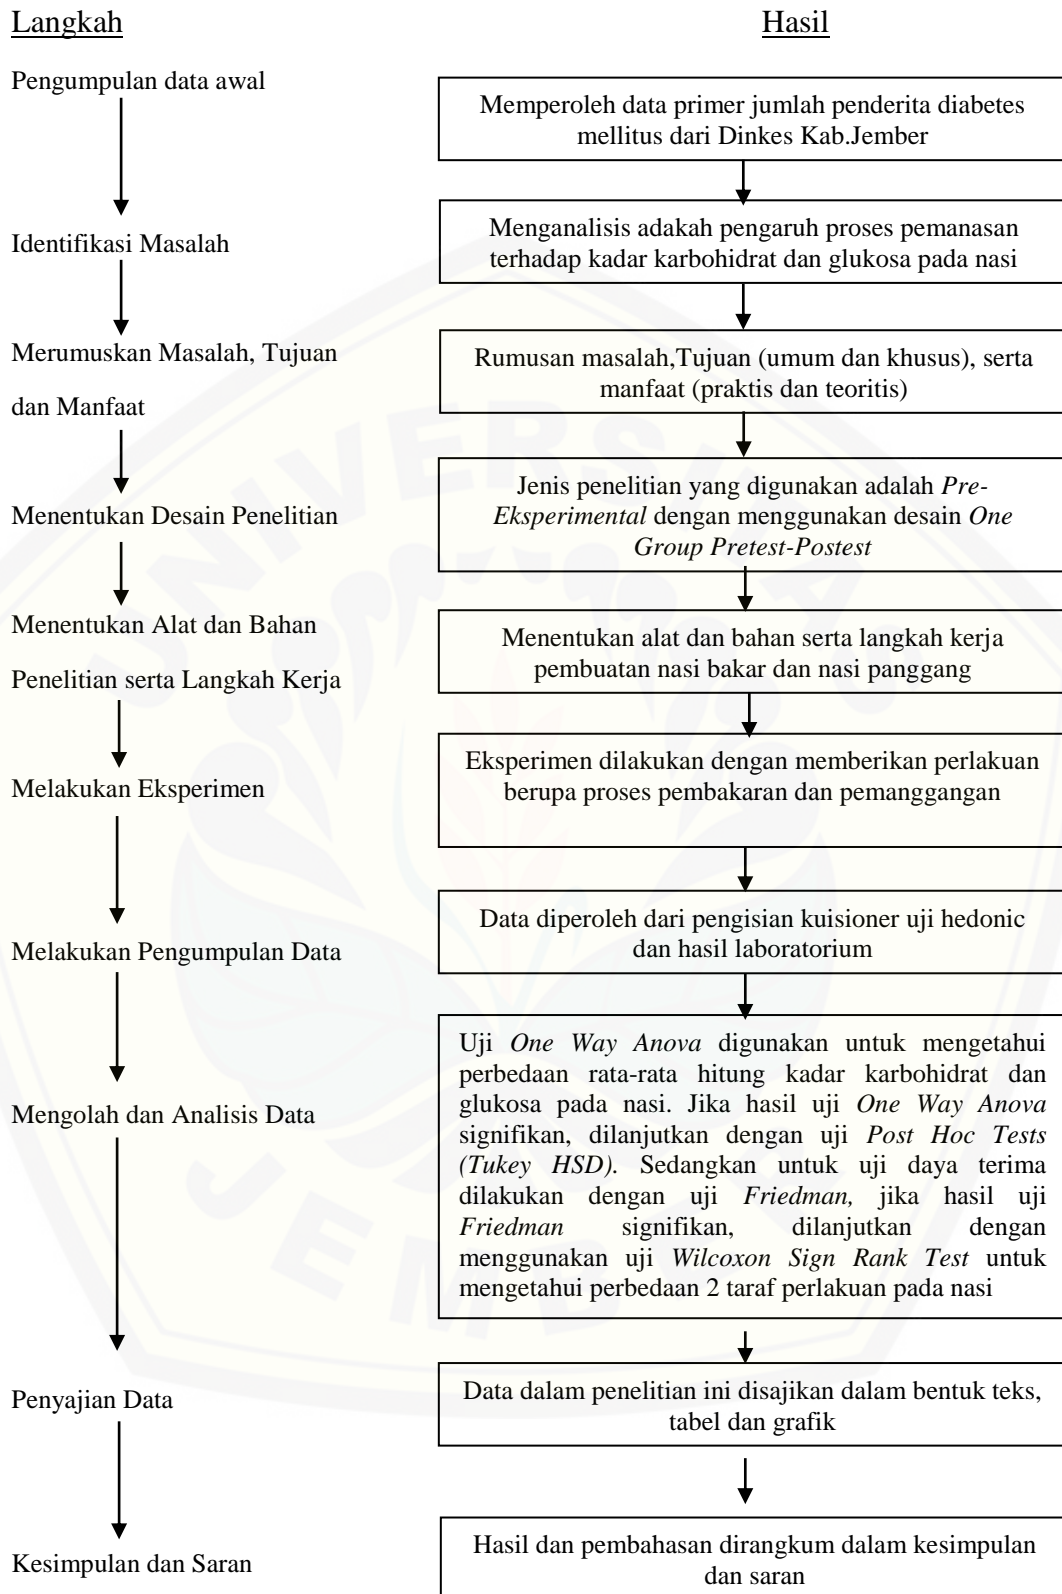 Langkah
Hasil
Pengumpulan data awal
Memperoleh data primer jumlah penderita diabetes
mellitus dari Dinkes Kab.Jember
Identifikasi Masalah
Menganalisis adakah pengaruh proses pemanasan
terhadap kadar karbohidrat dan glukosa pada nasi
Merumuskan Masalah, Tujuan
dan Manfaat
Rumusan masalah,Tujuan (umum dan khusus), serta
manfaat (praktis dan teoritis)
Menentukan Desain Penelitian
Jenis penelitian yang digunakan adalah Pre-
Eksperimental dengan menggunakan desain One
Group Pretest-Postest
Menentukan Alat dan Bahan
Penelitian serta Langkah Kerja
Menentukan alat dan bahan serta langkah kerja
pembuatan nasi bakar dan nasi panggang
Melakukan Eksperimen
Eksperimen dilakukan dengan memberikan perlakuan
berupa proses pembakaran dan pemanggangan
Melakukan Pengumpulan Data
Data diperoleh dari pengisian kuisioner uji hedonic
dan hasil laboratorium
Mengolah dan Analisis Data
Uji One Way Anova digunakan untuk mengetahui
perbedaan rata-rata hitung kadar karbohidrat dan
glukosa pada nasi. Jika hasil uji One Way Anova
signifikan, dilanjutkan dengan uji Post Hoc Tests
(Tukey HSD). Sedangkan untuk uji daya terima
dilakukan dengan uji Friedman, jika hasil uji
Friedman signifikan, dilanjutkan dengan
menggunakan uji Wilcoxon Sign Rank Test untuk
mengetahui perbedaan 2 taraf perlakuan pada nasi
Penyajian Data
Data dalam penelitian ini disajikan dalam bentuk teks,
tabel dan grafik
Kesimpulan dan Saran
Hasil dan pembahasan dirangkum dalam kesimpulan
dan saran
UNIVERSITAS
JEMBER